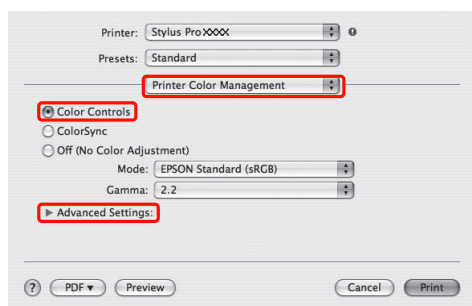 Printer: Stylus Pro XXXX
Presets: Standard
Printer Color Management
Color Controls
ColorSync
Off (No Color Adjustment)
Mode: EPSON Standard (sRGB)
Gamma: 2.2
Advanced Settings:
? PDF Preview Cancel Print